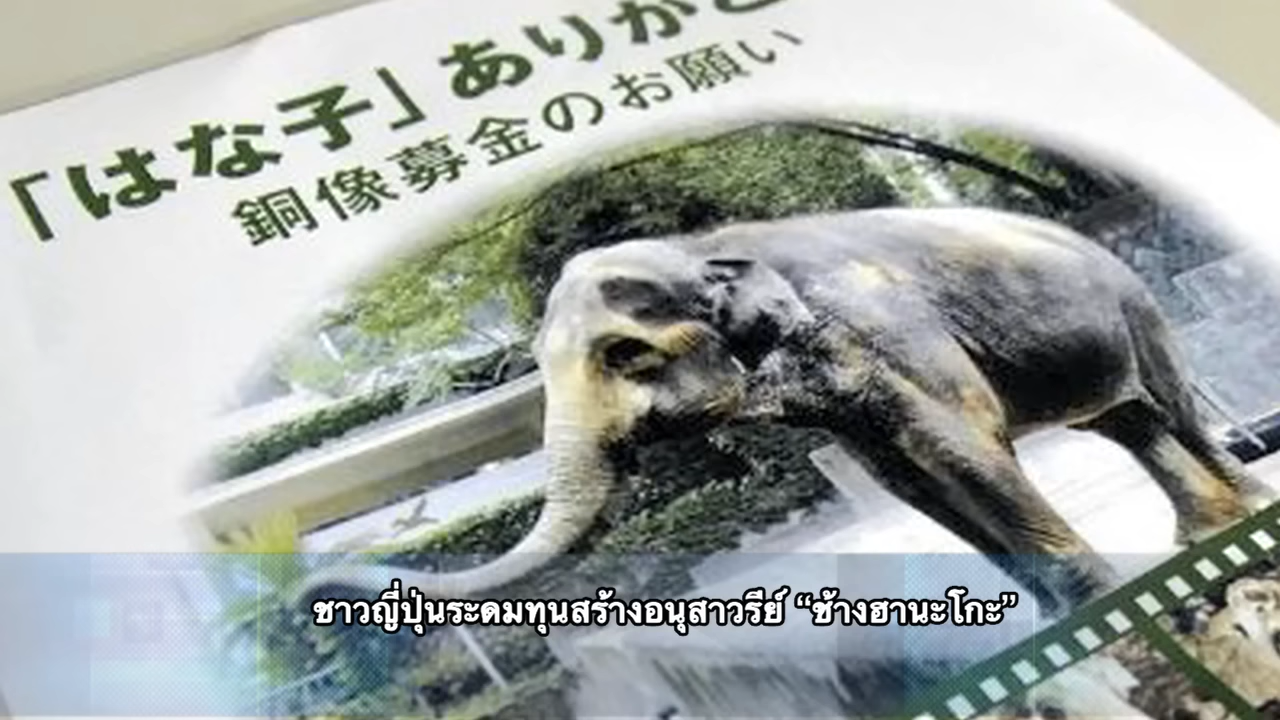 「はな子」ありがと
銅像募金のお願い
ชาวญี่ปุ่นระดมทุนสร้างอนุสาวรีย์ “ช้างฮานะโกะ”